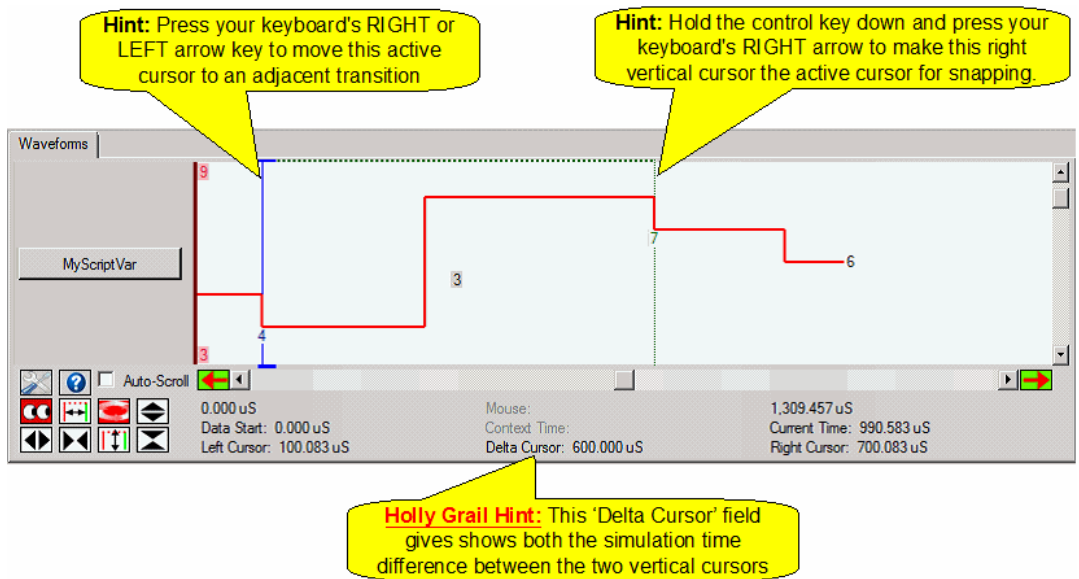 Hint: Press your keyboard's RIGHT or
LEFT arrow key to move this active
cursor to an adjacent transition
Hint: Hold the control key down and press your
keyboard's RIGHT arrow to make this right
vertical cursor the active cursor for snapping.
Waveforms
9
7
MyScriptVar
3
6
4
3
Auto-Scroll
0.000 uS
Mouse:
1,309.457 uS
Data Start: 0.000 uS
Context Time:
Current Time: 990.583 uS
Left Cursor: 100.083 uS
Delta Cursor: 600.000 uS
Right Cursor: 700.083 uS
Holly Grail Hint: This ‘Delta Cursor’ field
gives shows both the simulation time
difference between the two vertical cursors